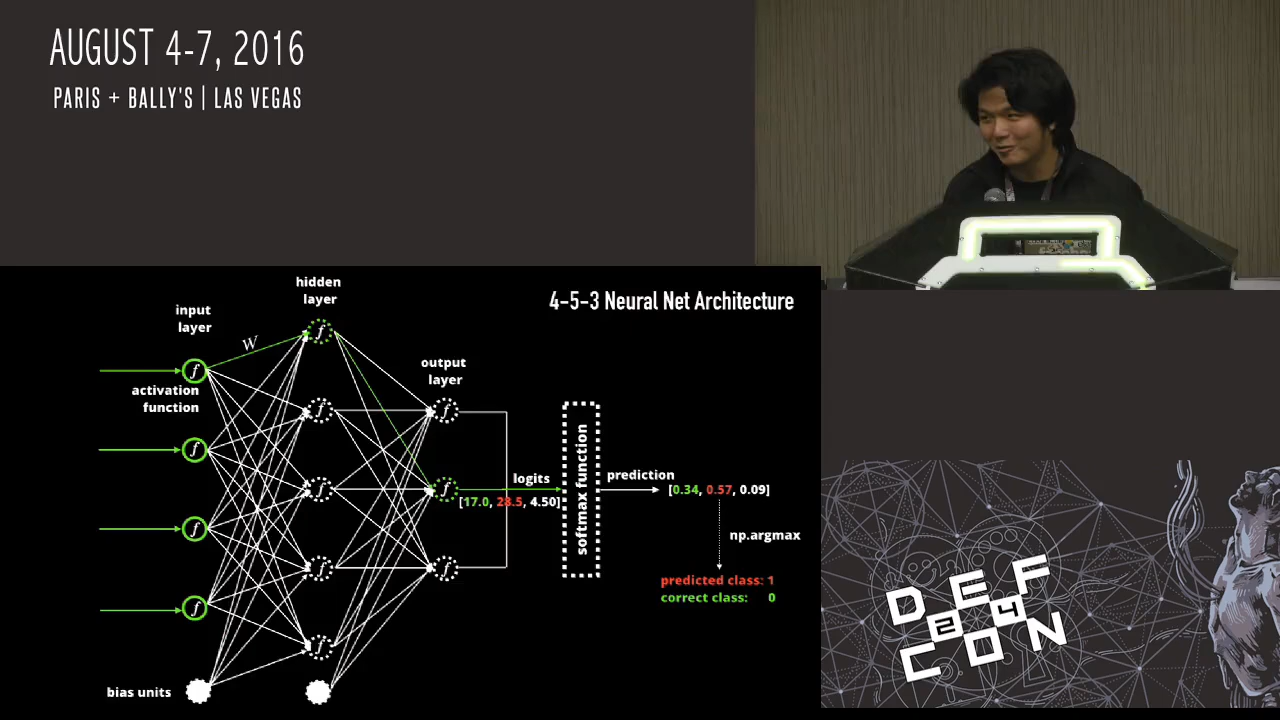 AUGUST 4-7, 2016
PARIS + BALLY'S | LAS VEGAS
hidden
layer
4-5-3 Neural Net Architecture
input
layer
W
f
output
layer
f
activation
function
f
f
f
f
f
logits
prediction
[0.34, 0.57, 0.09]
[17.0, 28.5, 4.50]
softmax function
f
np.argmax
f
f
predicted class: 1
correct class: 0
f
f
bias units
DEF
24
CON